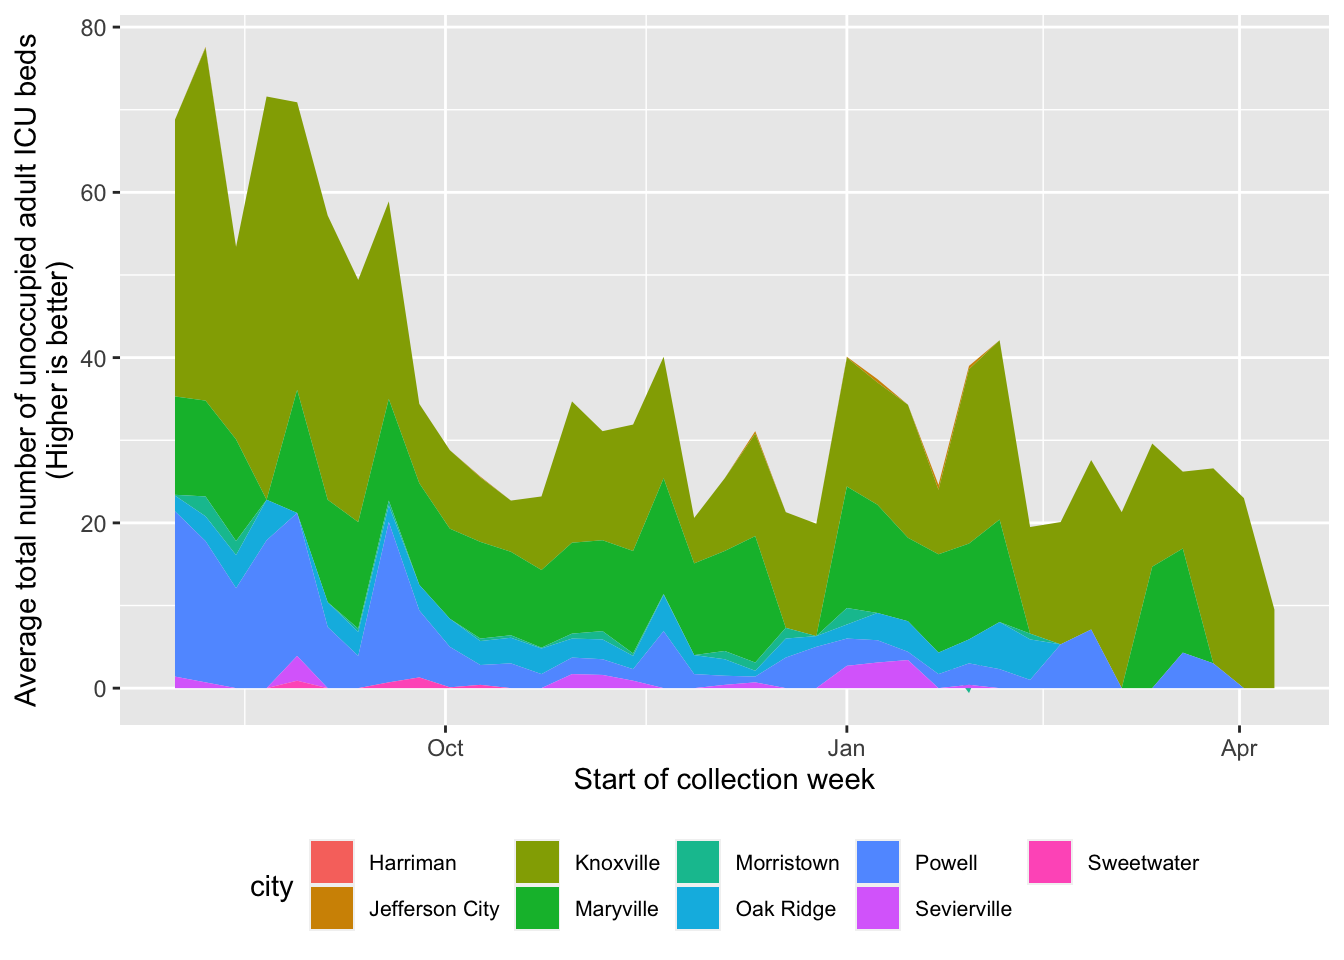 Average total number of unoccupied adult ICU beds
(Higher is better)
80
60
40
20
0
Oct
Jan
Apr
Start of collection week
city
Harriman
Knoxville
Morristown
Powell
Sweetwater
Jefferson City
Maryville
Oak Ridge
Sevierville